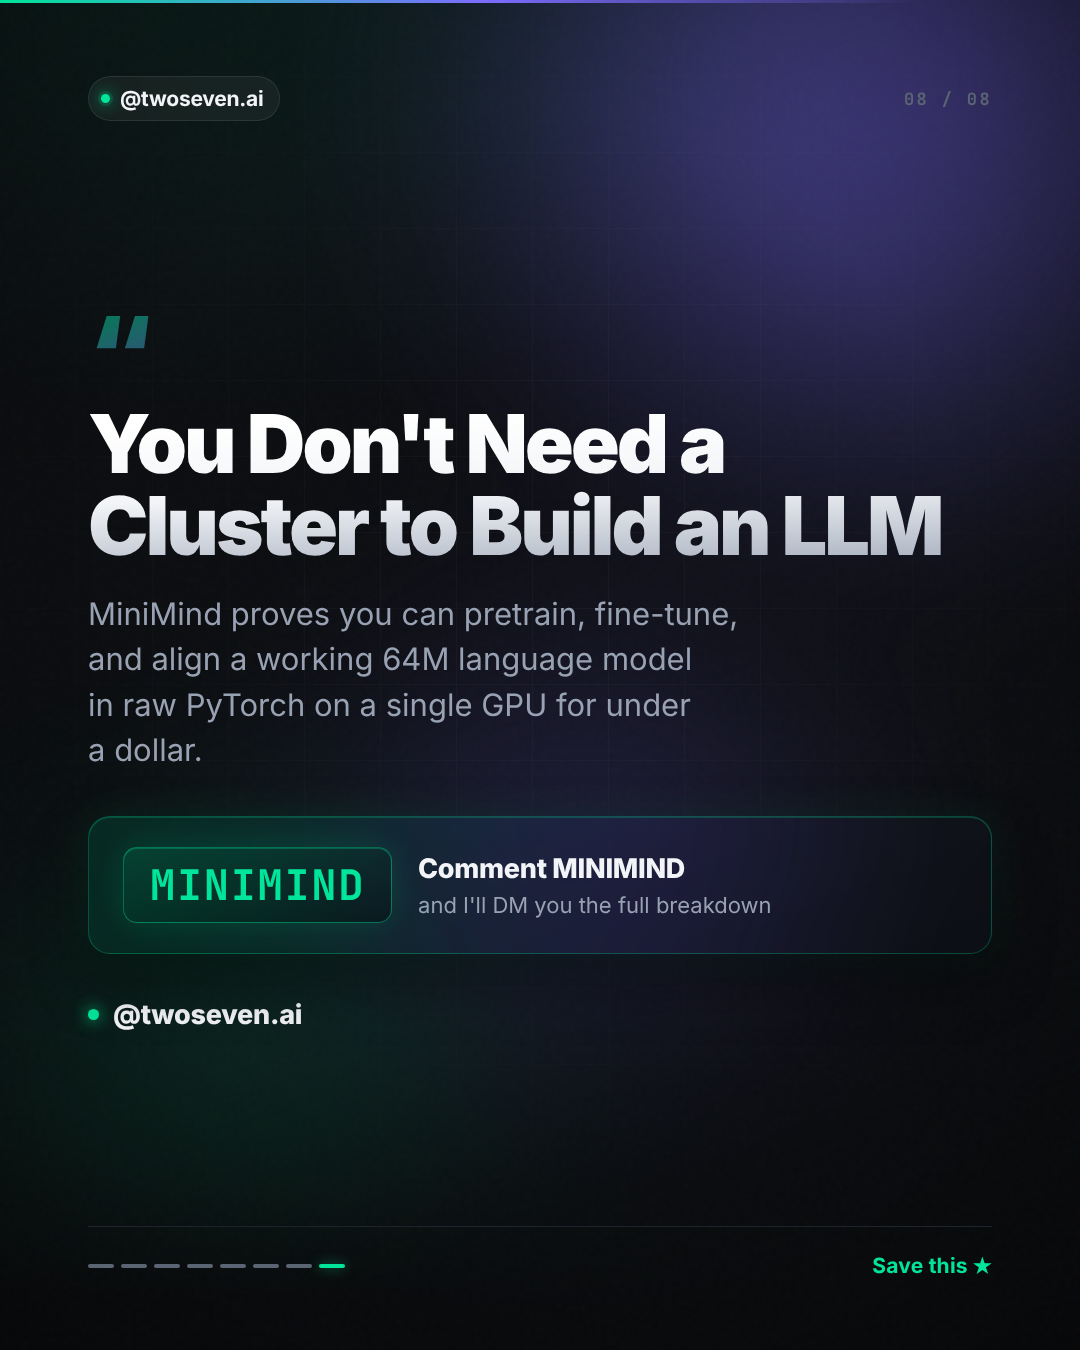 @twoseven.ai
08 / 08
“
You Don't Need a
Cluster to Build an LLM
MiniMind proves you can pretrain, fine-tune,
and align a working 64M language model
in raw PyTorch on a single GPU for under
a dollar.
MINIMIND
Comment MINIMIND
and I'll DM you the full breakdown
@twoseven.ai
Save this ★